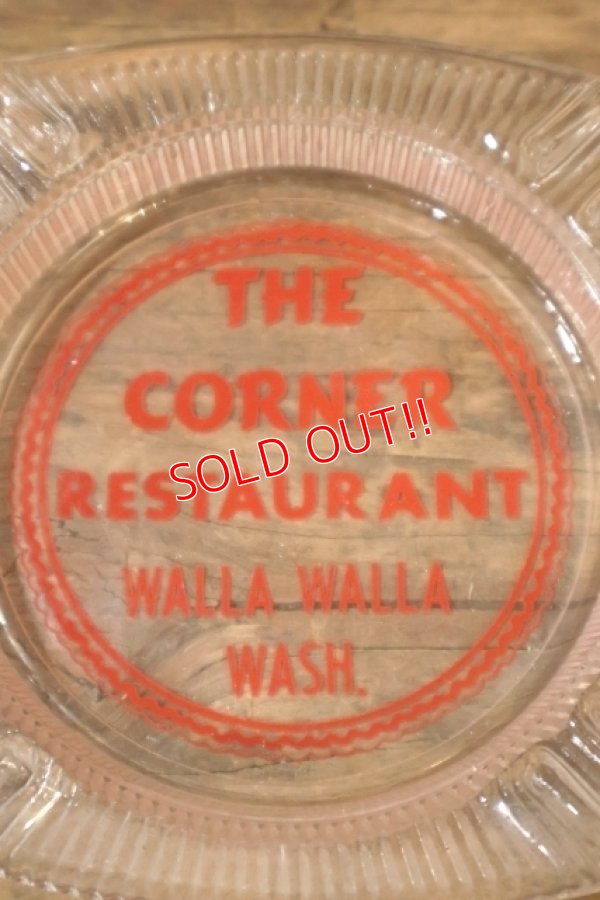 THE
CORNER
SOLD OUT!!
RESTAURANT
WALLA WALLA
WASH.